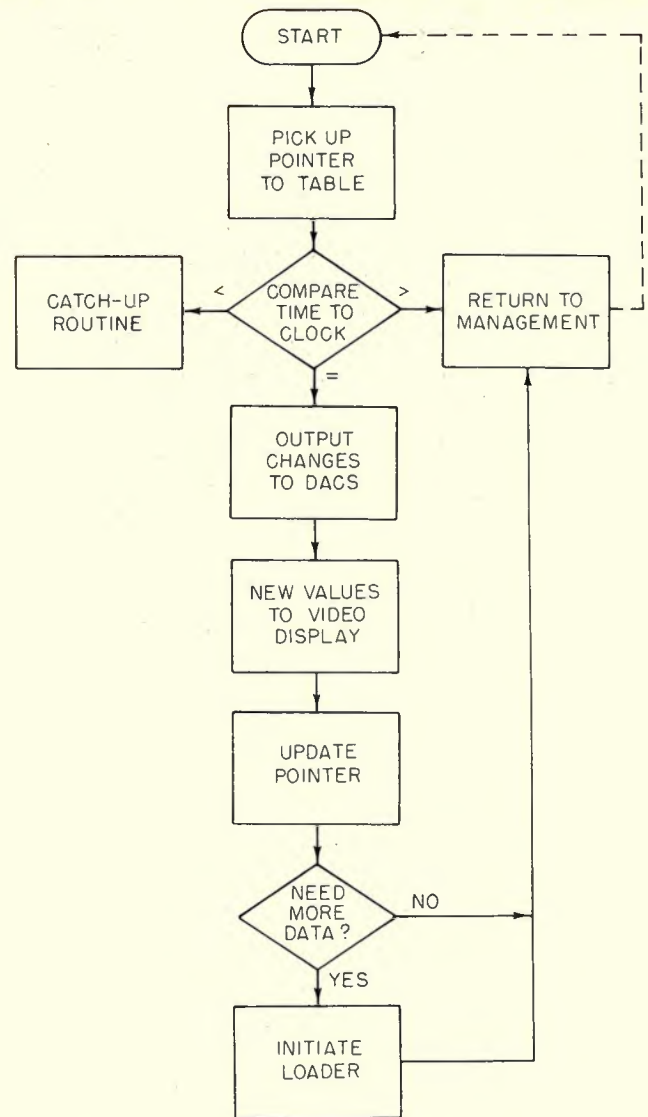 START
PICK UP
POINTER
TO TABLE
<
COMPARE
TIME TO
CLOCK
>
CATCH-UP
ROUTINE
RETURN TO
MANAGEMENT
=
OUTPUT
CHANGES
TO DACS
NEW VALUES
TO VIDEO
DISPLAY
UPDATE
POINTER
NEED
MORE
DATA?
NO
YES
INITIATE
LOADER